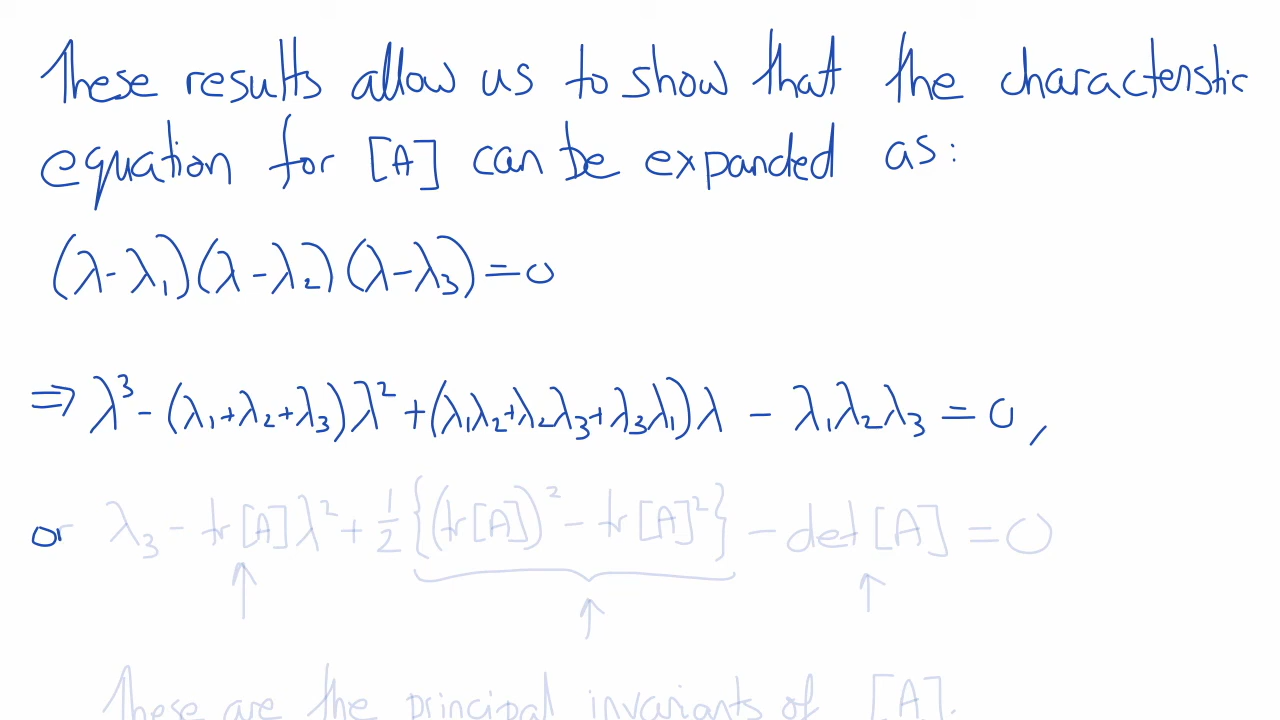 These results allow us to show that the characteristic
equation for [A] can be expanded as:
(λ-λ₁)(λ-λ₂)(λ-λ₃)=0
⇒ λ³ - (λ₁+λ₂+λ₃)λ² + (λ₁λ₂+λ₂λ₃+λ₃λ₁)λ - λ₁λ₂λ₃ = 0,
or λ₃ - tr[A]λ² + ½{(tr[A])² - tr[A]²} - det[A] = 0
These are the principal invariants of [A].